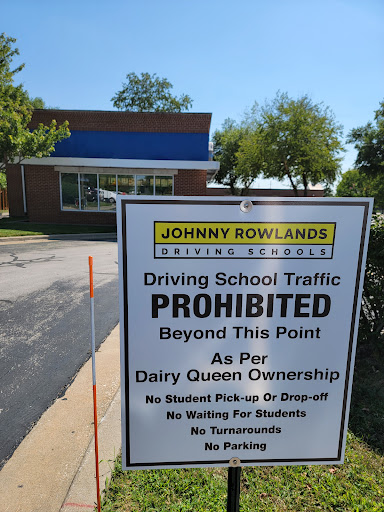 JOHNNY ROWLANDS
DRIVING SCHOOLS
Driving School Traffic
PROHIBITED
Beyond This Point
As Per
Dairy Queen Ownership
No Student Pick-up Or Drop-off
No Waiting For Students
No Turnarounds
No Parking